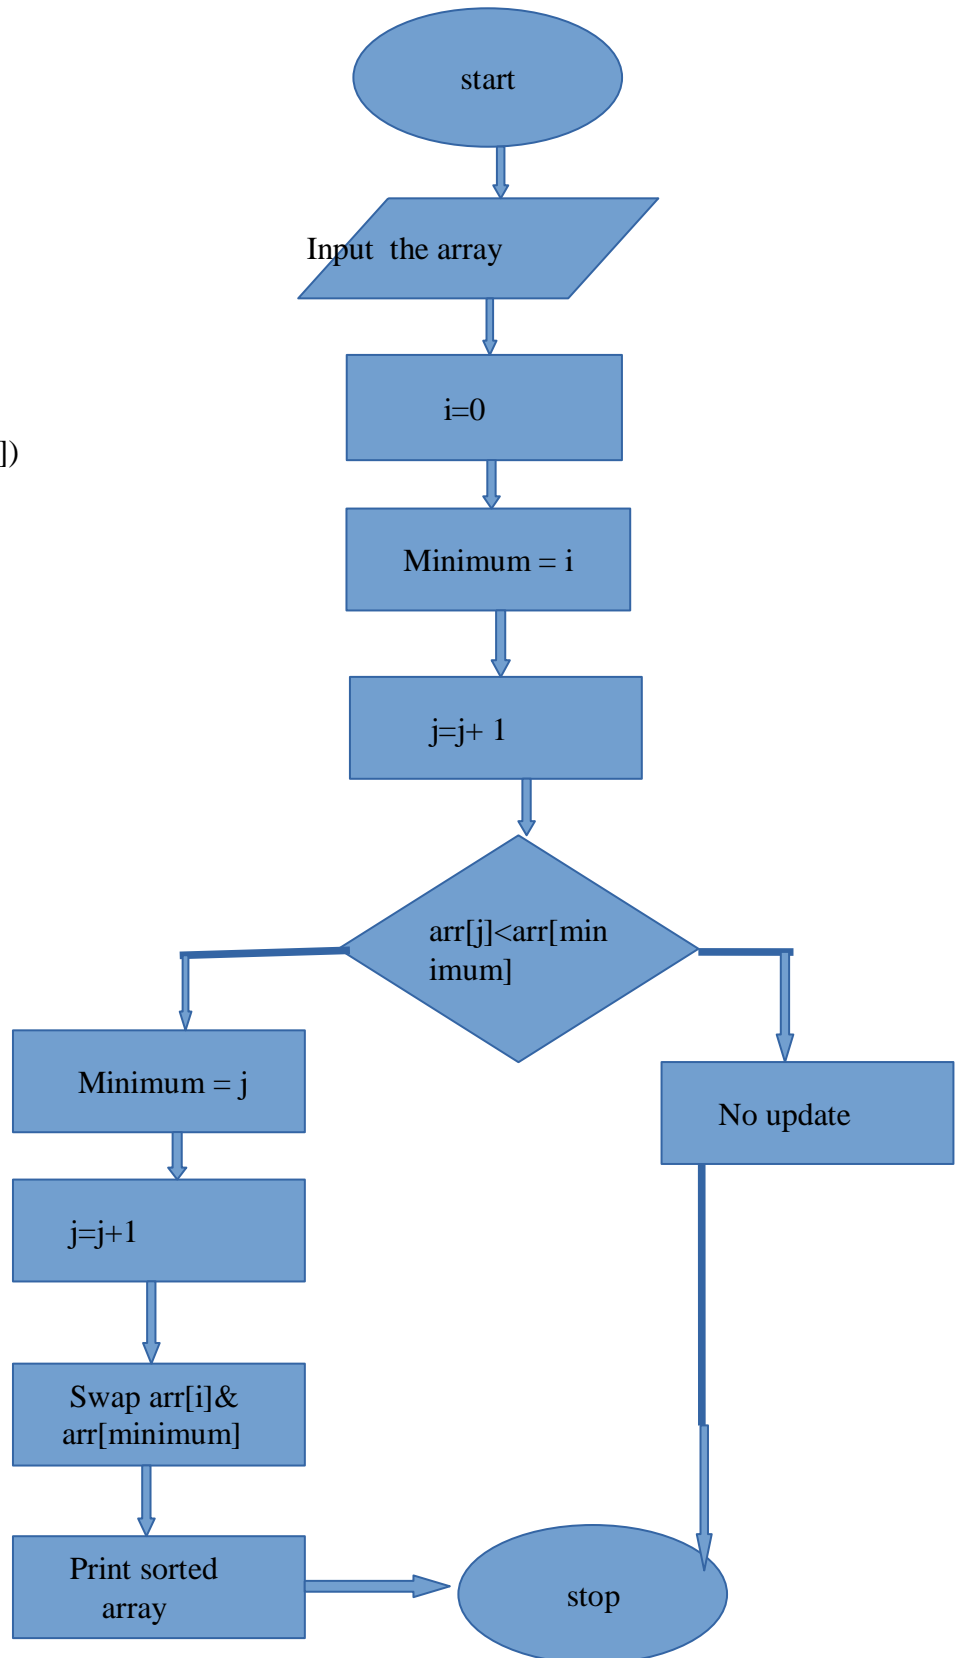 start
Input  the array
i=0
])
Minimum = i
j=j+ 1
arr[j]<arr[min
imum]
Minimum = j
No update
j=j+1
Swap arr[i]&
arr[minimum]
Print sorted
array
stop